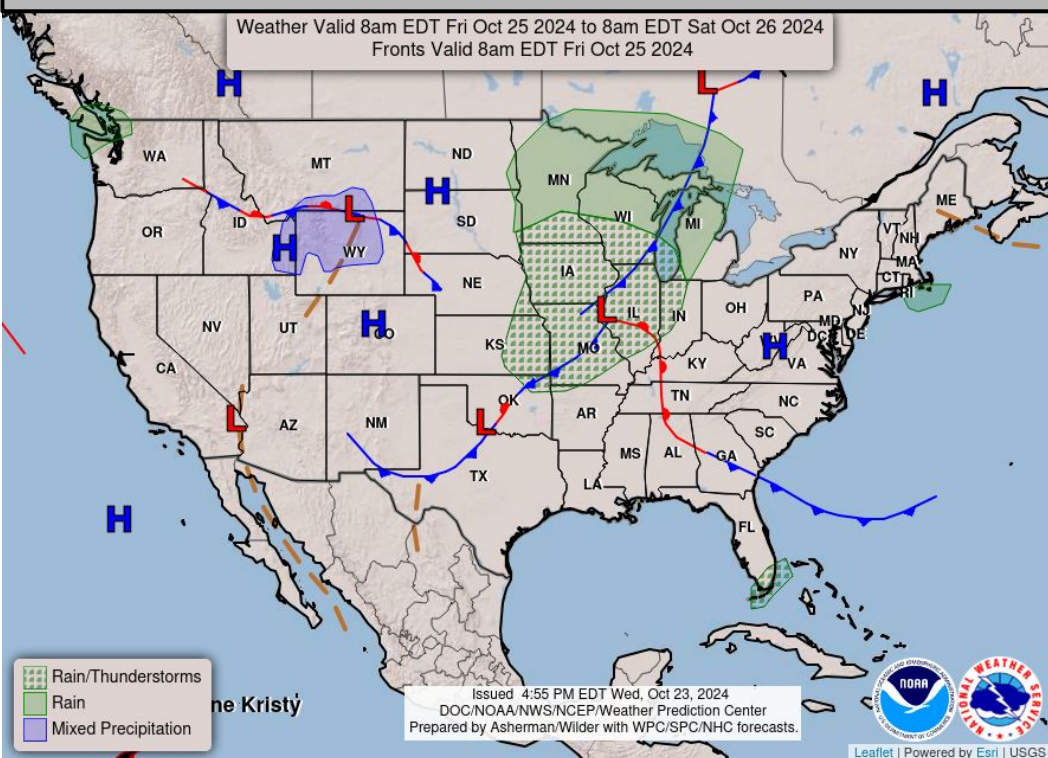 Weather Valid 8am EDT Fri Oct 25 2024 to 8am EDT Sat Oct 26 2024
Fronts Valid 8am EDT Fri Oct 25 2024
H
L
H
WA
MT
ND
MN
ME
H
SD
WI
MI
OR
ID
L
WY
H
VT
NH
NY
MA
CT
RI
IA
NE
NV
UT
H
CO
L
IL
IN
OH
PA
NJ
MD
DE
DC
H
VA
CA
KS
MO
KY
L
AZ
NM
OK
L
AR
TN
NC
SC
TX
MS
AL
GA
LA
H
FL
Rain/Thunderstorms
Rain
Mixed Precipitation
ne Kristy
Issued 4:55 PM EDT Wed, Oct 23, 2024
DOC/NOAA/NWS/NCEP/Weather Prediction Center
Prepared by Asherman/Wilder with WPC/SPC/NHC forecasts.
NOAA
NATIONAL WEATHER SERVICE
Leaflet | Powered by Esri | USGS